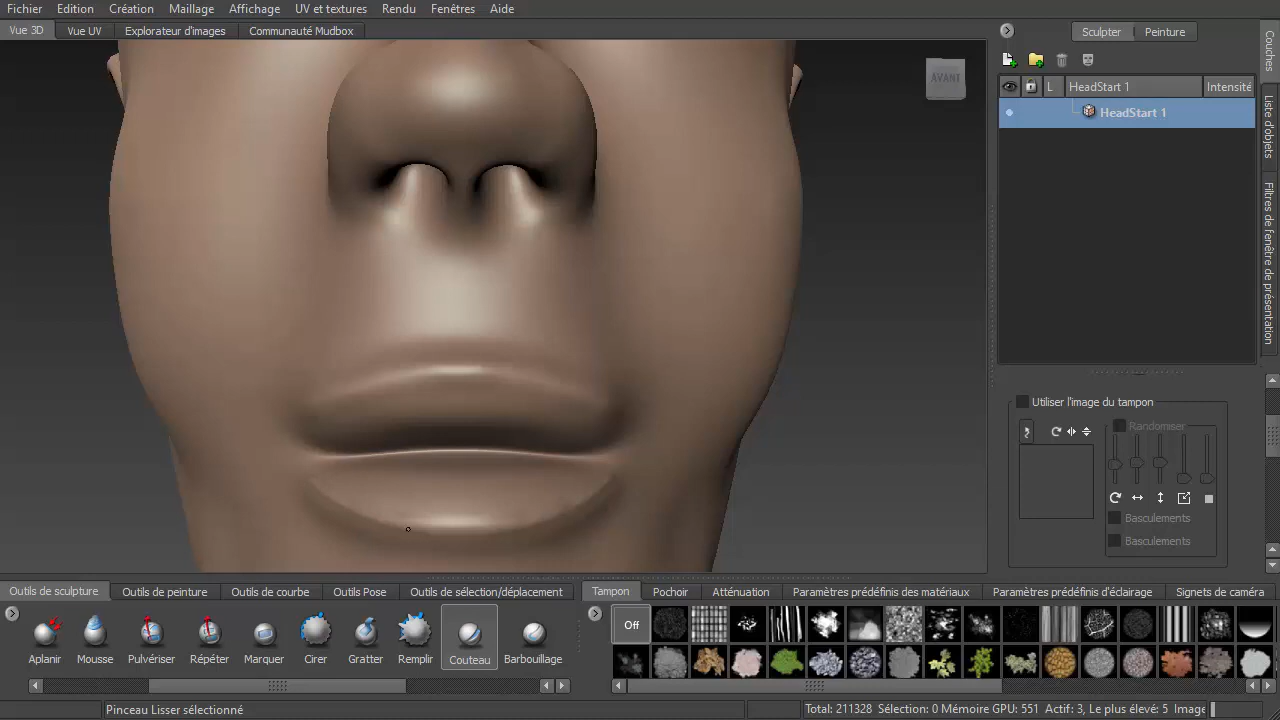 Fichier Edition Création Maillage Affichage UV et textures Rendu Fenêtres Aide
Vue 3D Vue UV Explorateur d'images Communauté Mudbox
Sculpter Peinture
Couches
Liste d'objets
Filtres de fenêtre de présentation
L HeadStart 1 Intensité
HeadStart 1
AVANT
Utiliser l'image du tampon
Randomiser
Basculements
Basculements
Outils de sculpture Outils de peinture Outils de courbe Outils Pose Outils de sélection/déplacement
Tampon Pochoir Atténuation Paramètres prédéfinis des matériaux Paramètres prédéfinis d'éclairage Signets de caméra
Off
Aplanir Mousse Pulvériser Répéter Marquer Cirer Gratter Remplir Couteau Barbouillage
Pinceau Lisser sélectionné
Total: 211328 Sélection: 0 Mémoire GPU: 551 Actif: 3, Le plus élevé: 5 Image